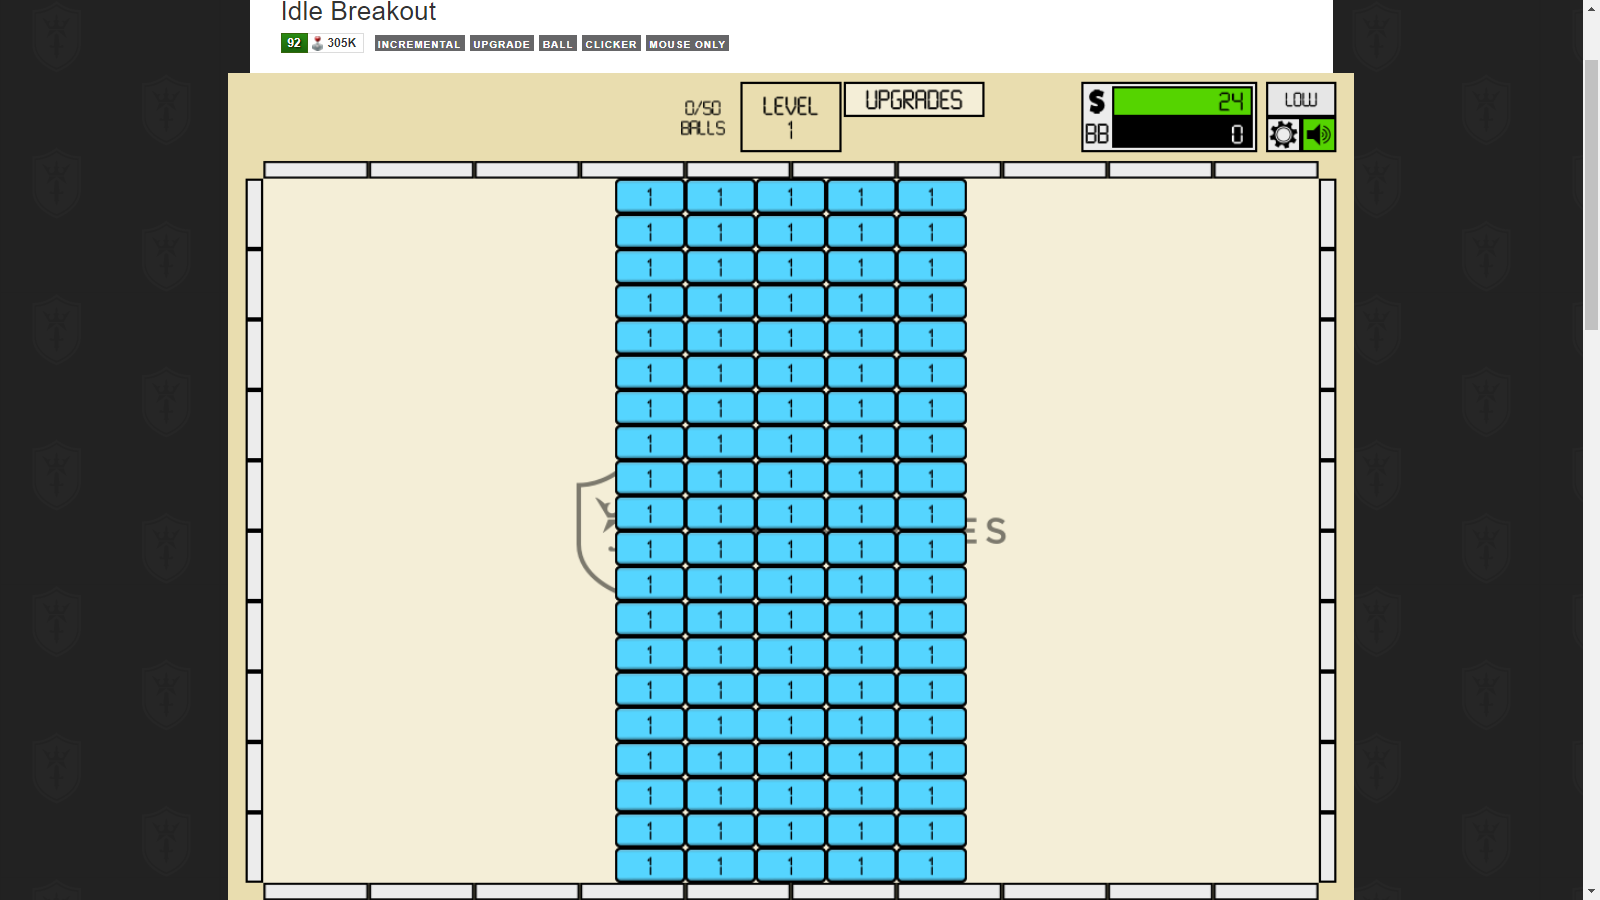 Idle Breakout
92 305K INCREMENTAL UPGRADE BALL CLICKER MOUSE ONLY
0/50 BALLS
LEVEL 1
UPGRADES
$ 24
BB 0
LOW
1 1 1 1 1
1 1 1 1 1
1 1 1 1 1
1 1 1 1 1
1 1 1 1 1
1 1 1 1 1
1 1 1 1 1
1 1 1 1 1
1 1 1 1 1
1 1 1 1 1
ES
1 1 1 1 1
1 1 1 1 1
1 1 1 1 1
1 1 1 1 1
1 1 1 1 1
1 1 1 1 1
1 1 1 1 1
1 1 1 1 1
1 1 1 1 1
1 1 1 1 1